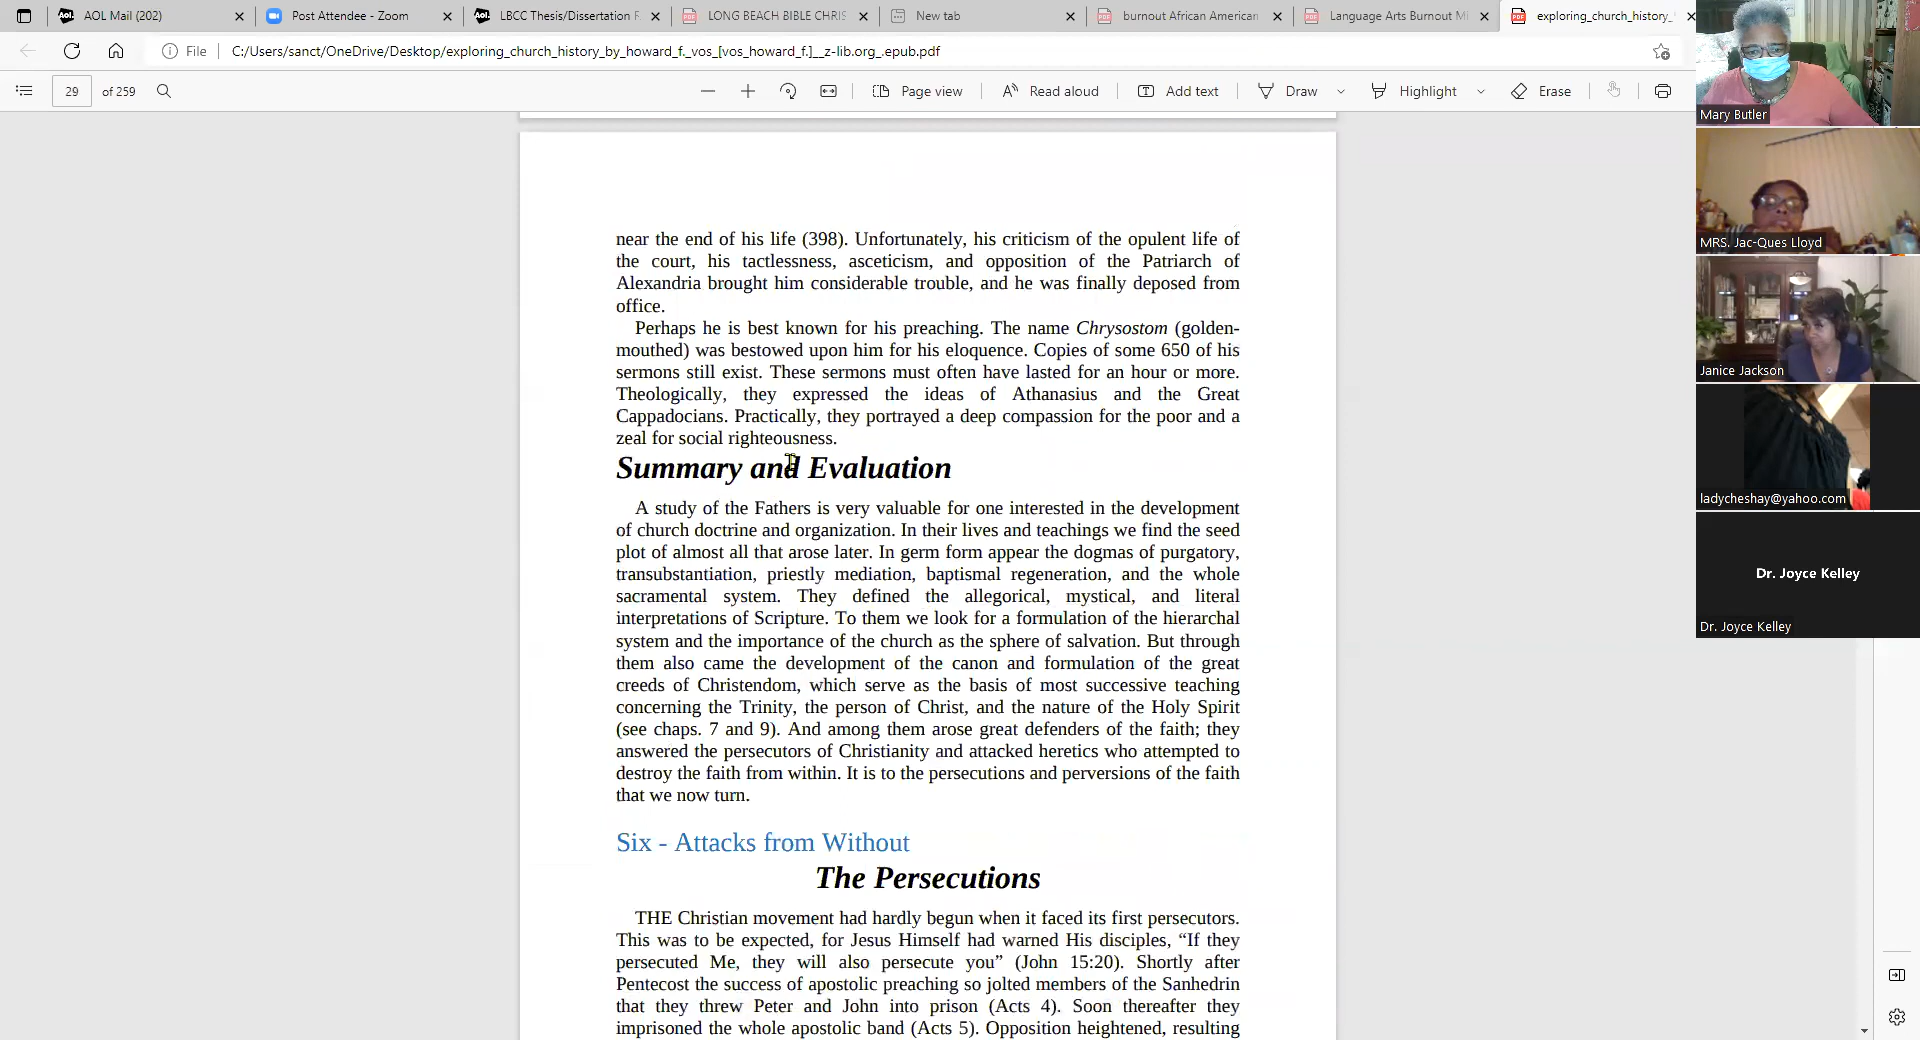 AOL Mail (202)
Post Attendee - Zoom
LBCC Thesis/Dissertation R
LONG BEACH BIBLE CHRIS
New tab
burnout African American
Language Arts Burnout M
exploring_church_history_
File
C:/Users/sanct/OneDrive/Desktop/exploring_church_history_by_howard_f._vos_[vos_howard_f.]__z-lib.org_.epub.pdf
29 of 259
Page view
Read aloud
Add text
Draw
Highlight
Erase
near the end of his life (398). Unfortunately, his criticism of the opulent life of
the court, his tactlessness, asceticism, and opposition of the Patriarch of
Alexandria brought him considerable trouble, and he was finally deposed from
office.
Perhaps he is best known for his preaching. The name Chrysostom (golden-
mouthed) was bestowed upon him for his eloquence. Copies of some 650 of his
sermons still exist. These sermons must often have lasted for an hour or more.
Theologically, they expressed the ideas of Athanasius and the Great
Cappadocians. Practically, they portrayed a deep compassion for the poor and a
zeal for social righteousness.
Summary and Evaluation
A study of the Fathers is very valuable for one interested in the development
of church doctrine and organization. In their lives and teachings we find the seed
plot of almost all that arose later. In germ form appear the dogmas of purgatory,
transubstantiation, priestly mediation, baptismal regeneration, and the whole
sacramental system. They defined the allegorical, mystical, and literal
interpretations of Scripture. To them we look for a formulation of the hierarchal
system and the importance of the church as the sphere of salvation. But through
them also came the development of the canon and formulation of the great
creeds of Christendom, which serve as the basis of most successive teaching
concerning the Trinity, the person of Christ, and the nature of the Holy Spirit
(see chaps. 7 and 9). And among them arose great defenders of the faith; they
answered the persecutors of Christianity and attacked heretics who attempted to
destroy the faith from within. It is to the persecutions and perversions of the faith
that we now turn.
Six - Attacks from Without
The Persecutions
THE Christian movement had hardly begun when it faced its first persecutors.
This was to be expected, for Jesus Himself had warned His disciples, “If they
persecuted Me, they will also persecute you” (John 15:20). Shortly after
Pentecost the success of apostolic preaching so jolted members of the Sanhedrin
that they threw Peter and John into prison (Acts 4). Soon thereafter they
imprisoned the whole apostolic band (Acts 5). Opposition heightened, resulting
Mary Butler
MRS. Jac-Ques Lloyd
Janice Jackson
ladycheshay@yahoo.com
Dr. Joyce Kelley
Dr. Joyce Kelley